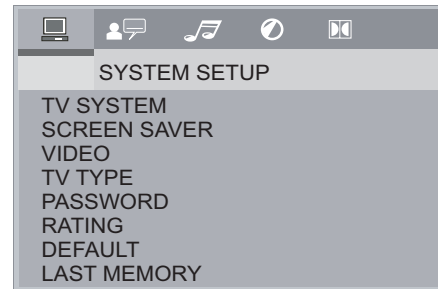 SYSTEM SETUP
TV SYSTEM
SCREEN SAVER
VIDEO
TV TYPE
PASSWORD
RATING
DEFAULT
LAST MEMORY